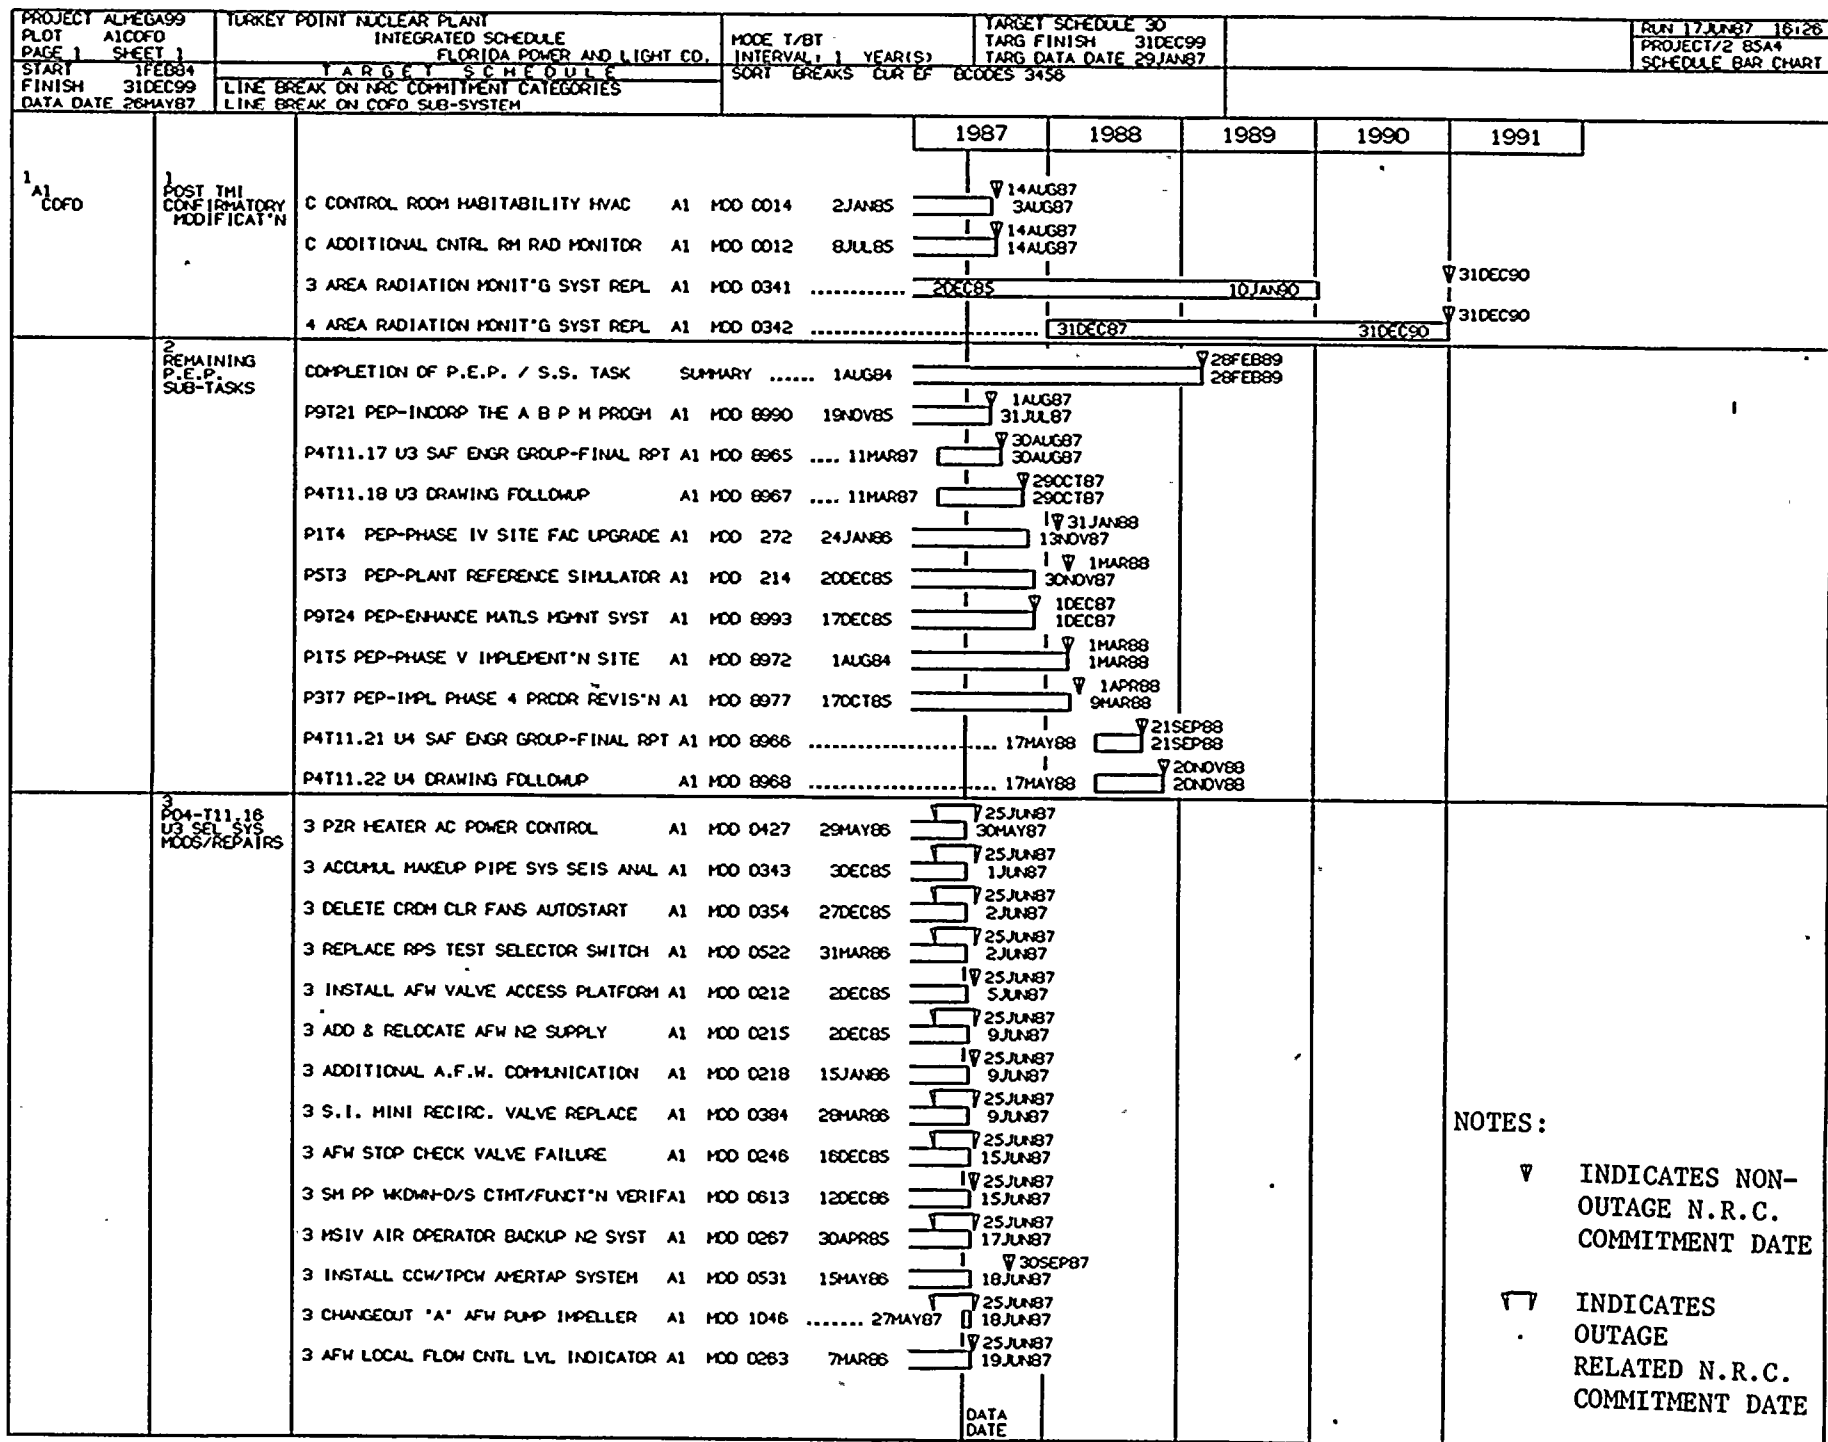 PROJECT ALMEGA99
PLOT A1COFO
PAGE 1 SHEET 1
TURKEY POINT NUCLEAR PLANT
INTEGRATED SCHEDULE
FLORIDA POWER AND LIGHT CO.
MODE T/BT
INTERVAL: 1 YEAR(S)
TARGET SCHEDULE 30
TARG FINISH 31DEC99
TARG DATA DATE 29JAN87
RUN 17JUN87 16:26
PROJECT/2 85A4
SCHEDULE BAR CHART
START 1FEB84
FINISH 31DEC99
DATA DATE 26MAY87
TARGET SCHEDULE
LINE BREAK ON NRC COMMITMENT CATEGORIES
LINE BREAK ON COFO SUB-SYSTEM
SORT BREAKS CUR EF BCODES 3456
1987 1988 1989 1990 1991
1
A1
COFO
1
POST TMI
CONFIRMATORY
MODIFICAT'N
14AUG87
C CONTROL ROOM HABITABILITY HVAC A1 MOD 0014 2JAN85 3AUG87
14AUG87
C ADDITIONAL CNTRL RM RAD MONITOR A1 MOD 0012 8JUL85 14AUG87
31DEC90
3 AREA RADIATION MONIT'G SYST REPL A1 MOD 0341 ............ 2DEC85 10JAN90
31DEC90
4 AREA RADIATION MONIT'G SYST REPL A1 MOD 0342 ............................. 31DEC87 31DEC90
2
REMAINING
P.E.P.
SUB-TASKS
28FEB89
COMPLETION OF P.E.P. / S.S. TASK SUMMARY ...... 1AUG84 28FEB89
1AUG87
P9T21 PEP-INCORP THE A B P M PROGM A1 MOD 8990 19NOV85 31JUL87
30AUG87
P4T11.17 U3 SAF ENGR GROUP-FINAL RPT A1 MOD 8965 .... 11MAR87 30AUG87
29OCT87
P4T11.18 U3 DRAWING FOLLOWUP A1 MOD 8967 .... 11MAR87 29OCT87
31JAN88
P1T4 PEP-PHASE IV SITE FAC UPGRADE A1 MOD 272 24JAN86 13NOV87
1MAR88
P5T3 PEP-PLANT REFERENCE SIMULATOR A1 MOD 214 20DEC85 30NOV87
1DEC87
P9T24 PEP-ENHANCE MATLS MGMNT SYST A1 MOD 8993 17DEC85 1DEC87
1MAR88
P1T5 PEP-PHASE V IMPLEMENT'N SITE A1 MOD 8972 1AUG84 1MAR88
1APR88
P3T7 PEP-IMPL PHASE 4 PRCDR REVIS'N A1 MOD 8977 17OCT85 9MAR88
21SEP88
P4T11.21 U4 SAF ENGR GROUP-FINAL RPT A1 MOD 8966 ........................ 17MAY88 21SEP88
20NOV88
P4T11.22 U4 DRAWING FOLLOWUP A1 MOD 8968 ........................ 17MAY88 20NOV88
3
P04-T11.16
U3 SEL SYS
MODS/REPAIRS
25JUN87
3 PZR HEATER AC POWER CONTROL A1 MOD 0427 29MAY86 30MAY87
25JUN87
3 ACCUMUL MAKEUP PIPE SYS SEIS ANAL A1 MOD 0343 3DEC85 1JUN87
25JUN87
3 DELETE CRDM CLR FANS AUTOSTART A1 MOD 0354 27DEC85 2JUN87
25JUN87
3 REPLACE RPS TEST SELECTOR SWITCH A1 MOD 0522 31MAR86 2JUN87
25JUN87
3 INSTALL AFW VALVE ACCESS PLATFORM A1 MOD 0212 2DEC85 5JUN87
25JUN87
3 ADD & RELOCATE AFW N2 SUPPLY A1 MOD 0215 2DEC85 9JUN87
25JUN87
3 ADDITIONAL A.F.W. COMMUNICATION A1 MOD 0218 15JAN86 9JUN87
25JUN87
3 S.I. MINI RECIRC. VALVE REPLACE A1 MOD 0384 28MAR86 9JUN87
25JUN87
3 AFW STOP CHECK VALVE FAILURE A1 MOD 0246 16DEC85 15JUN87
25JUN87
3 SM PP WKDWN-O/S CTMT/FUNCT'N VERIFA1 MOD 0613 12DEC86 15JUN87
25JUN87
3 MSIV AIR OPERATOR BACKUP N2 SYST A1 MOD 0267 30APR85 17JUN87
30SEP87
3 INSTALL CCW/TPCW AMERTAP SYSTEM A1 MOD 0531 15MAY86 18JUN87
25JUN87
3 CHANGEOUT "A" AFW PUMP IMPELLER A1 MOD 1046 ....... 27MAY87 18JUN87
25JUN87
3 AFW LOCAL FLOW CNTL LVL INDICATOR A1 MOD 0263 7MAR86 19JUN87
DATA
DATE
NOTES:
INDICATES NON-
OUTAGE N.R.C.
COMMITMENT DATE
INDICATES
OUTAGE
RELATED N.R.C.
COMMITMENT DATE